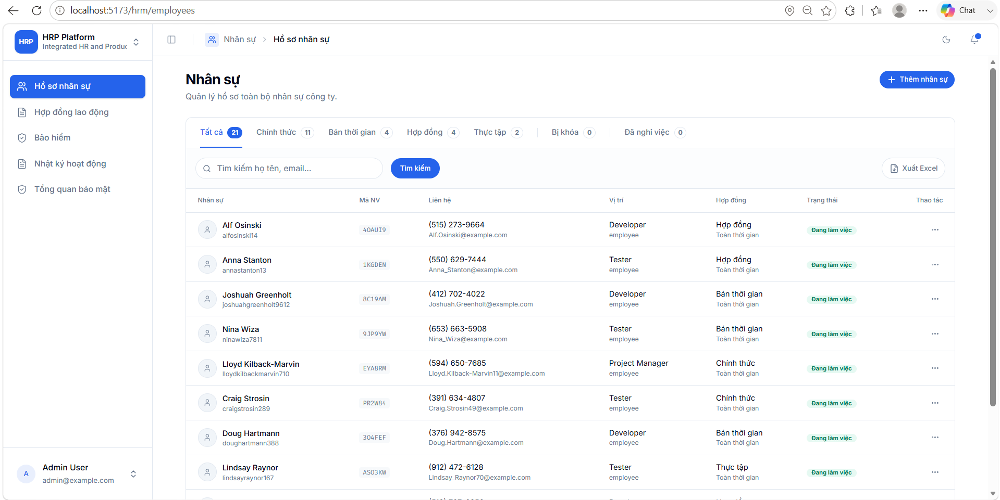 localhost:5173/hrm/employees
Chat
HRP
HRP Platform
Integrated HR and Produc
Nhân sự
Hồ sơ nhân sự
Hồ sơ nhân sự
Hợp đồng lao động
Bảo hiểm
Nhật ký hoạt động
Tổng quan bảo mật
A
Admin User
admin@example.com
Nhân sự
Quản lý hồ sơ toàn bộ nhân sự công ty.
Thêm nhân sự
Tất cả 21 Chính thức 11 Bán thời gian 4 Hợp đồng 4 Thực tập 2 Bị khóa 0 Đã nghỉ việc 0
Tìm kiếm họ tên, email...
Tìm kiếm
Xuất Excel
Nhân sự Mã NV Liên hệ Vị trí Hợp đồng Trạng thái Thao tác
Alf Osinski 4OAUI9 (515) 273-9664 Developer Hợp đồng Đang làm việc
alfosinski14 Alf.Osinski@example.com employee Toàn thời gian
Anna Stanton 1KGDEN (550) 629-7444 Tester Hợp đồng Đang làm việc
annastanton13 Anna_Stanton@example.com employee Toàn thời gian
Joshuah Greenholt 8C19AM (412) 702-4022 Developer Bán thời gian Đang làm việc
joshuahgreenholt9612 Joshuah.Greenholt@example.com employee Toàn thời gian
Nina Wiza 9JP9YW (653) 663-5908 Tester Bán thời gian Đang làm việc
ninawiza7811 Nina_Wiza@example.com employee Toàn thời gian
Lloyd Kilback-Marvin EYA8RM (594) 650-7685 Project Manager Chính thức Đang làm việc
lloydkilbackmarvin710 Lloyd.Kilback-Marvin11@example.com employee Toàn thời gian
Craig Strosin PR2W84 (391) 634-4807 Tester Chính thức Đang làm việc
craigstrosin289 Craig.Strosin49@example.com employee Toàn thời gian
Doug Hartmann 3O4FEF (376) 942-8575 Developer Bán thời gian Đang làm việc
doughartmann388 Doug.Hartmann@example.com employee Toàn thời gian
Lindsay Raynor ASO3KW (912) 472-6128 Tester Thực tập Đang làm việc
lindsayraynor167 Lindsay_Raynor70@example.com employee Toàn thời gian